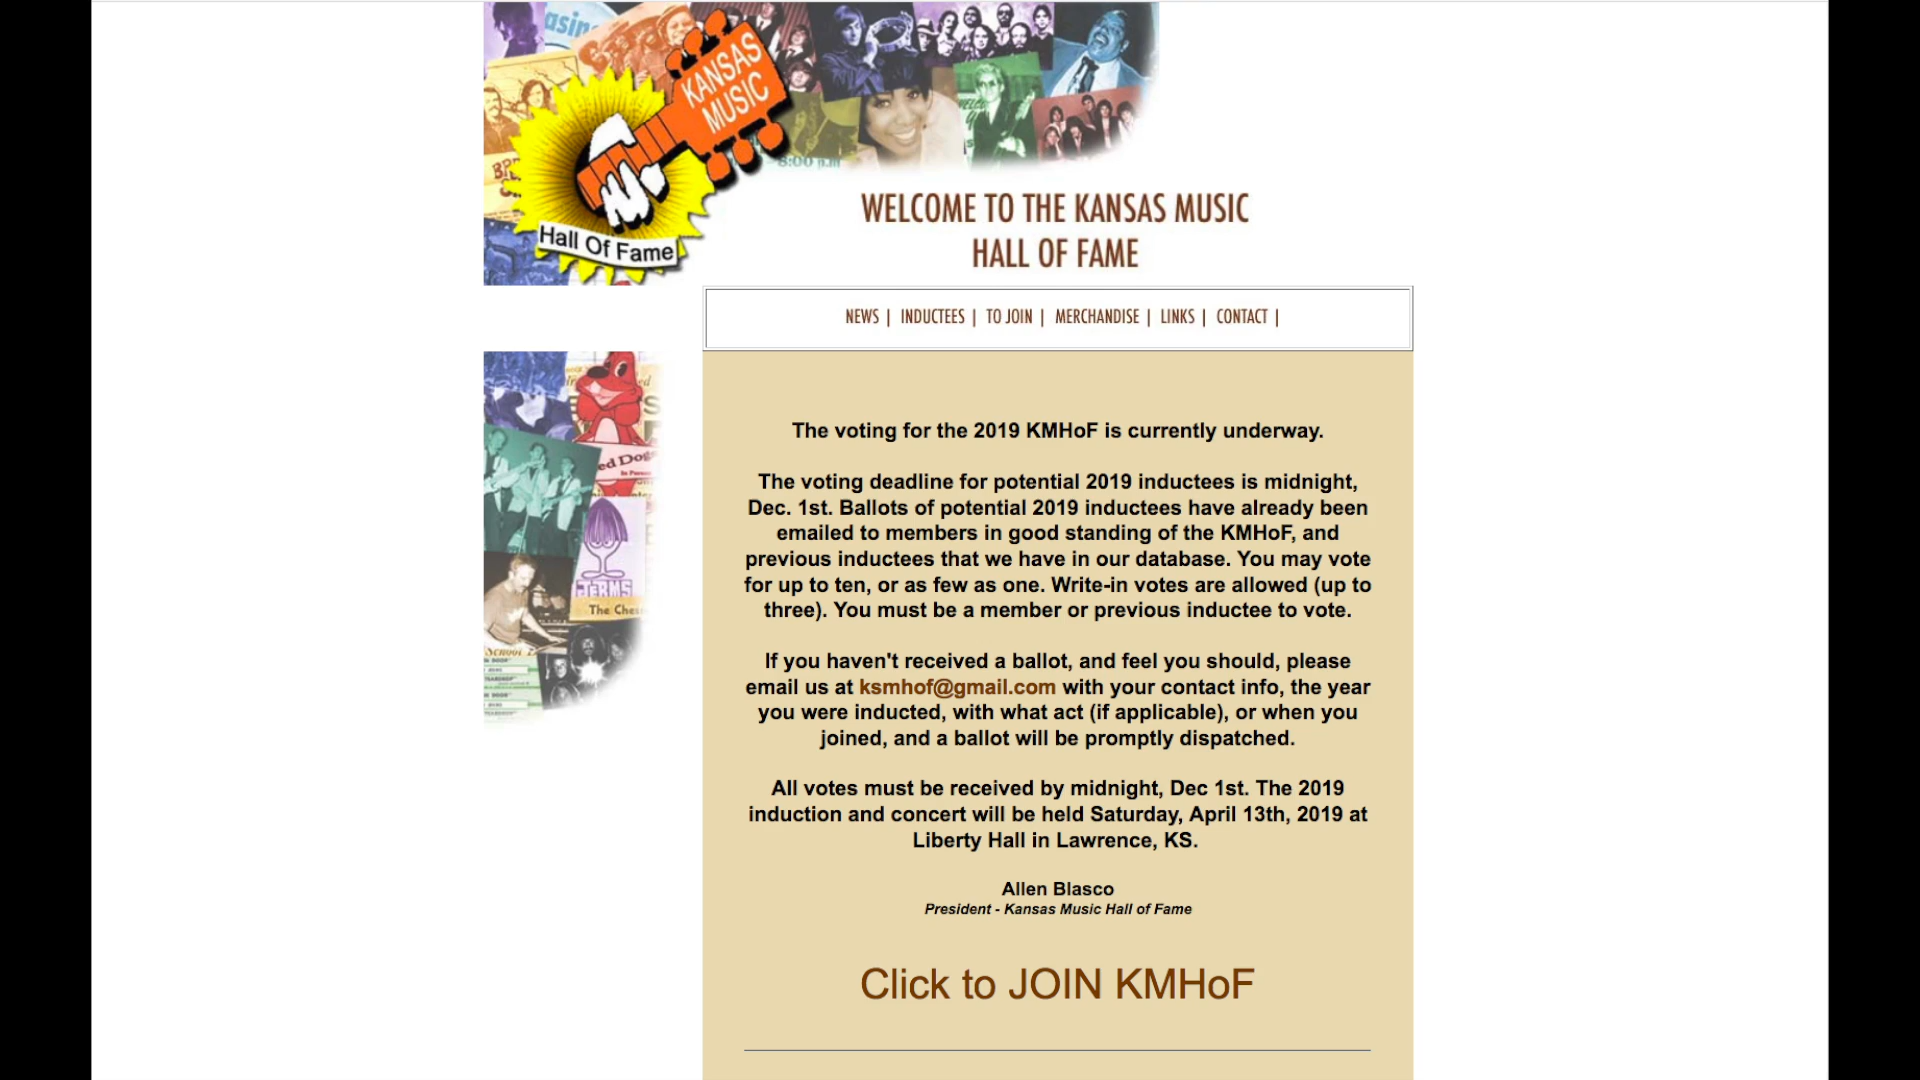 asin
KANSAS
MUSIC
8:00 p.m
Hall Of Fame
WELCOME TO THE KANSAS MUSIC
HALL OF FAME
NEWS | INDUCTEES | TO JOIN | MERCHANDISE | LINKS | CONTACT |
ed Dogs
TERMS
The Ches
School
The voting for the 2019 KMHoF is currently underway.
The voting deadline for potential 2019 inductees is midnight,
Dec. 1st. Ballots of potential 2019 inductees have already been
emailed to members in good standing of the KMHoF, and
previous inductees that we have in our database. You may vote
for up to ten, or as few as one. Write-in votes are allowed (up to
three). You must be a member or previous inductee to vote.
If you haven't received a ballot, and feel you should, please
email us at ksmhof@gmail.com with your contact info, the year
you were inducted, with what act (if applicable), or when you
joined, and a ballot will be promptly dispatched.
All votes must be received by midnight, Dec 1st. The 2019
induction and concert will be held Saturday, April 13th, 2019 at
Liberty Hall in Lawrence, KS.
Allen Blasco
President - Kansas Music Hall of Fame
Click to JOIN KMHoF